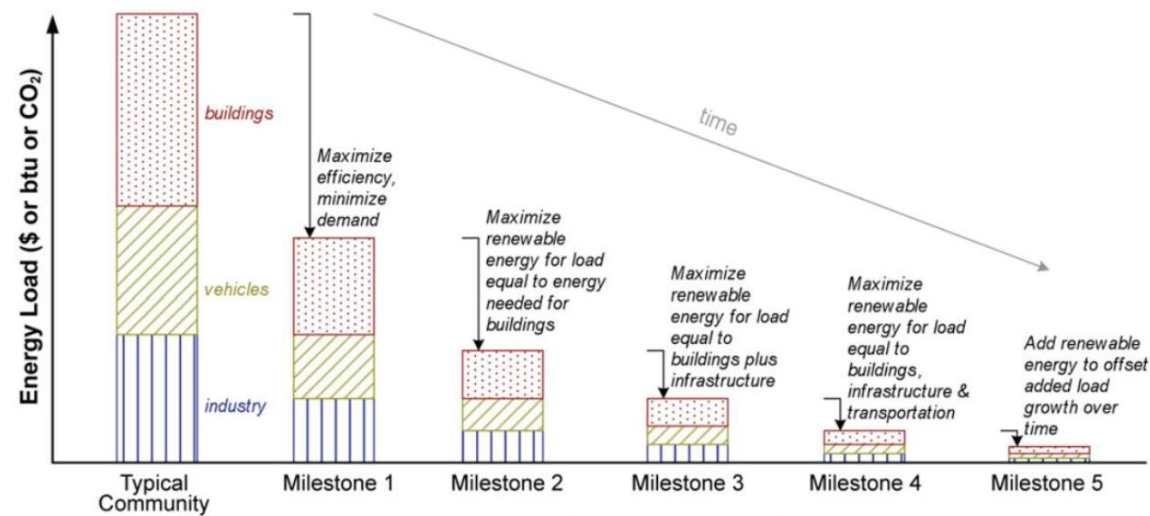 Energy Load ($ or btu or CO₂)
buildings
vehicles
industry
time
Maximize
efficiency,
minimize
demand
Maximize
renewable
energy for load
equal to energy
needed for
buildings
Maximize
renewable
energy for load
equal to
buildings plus
infrastructure
Maximize
renewable
energy for load
equal to
buildings,
infrastructure &
transportation
Add renewable
energy to offset
added load
growth over
time
Typical
Community
Milestone 1
Milestone 2
Milestone 3
Milestone 4
Milestone 5